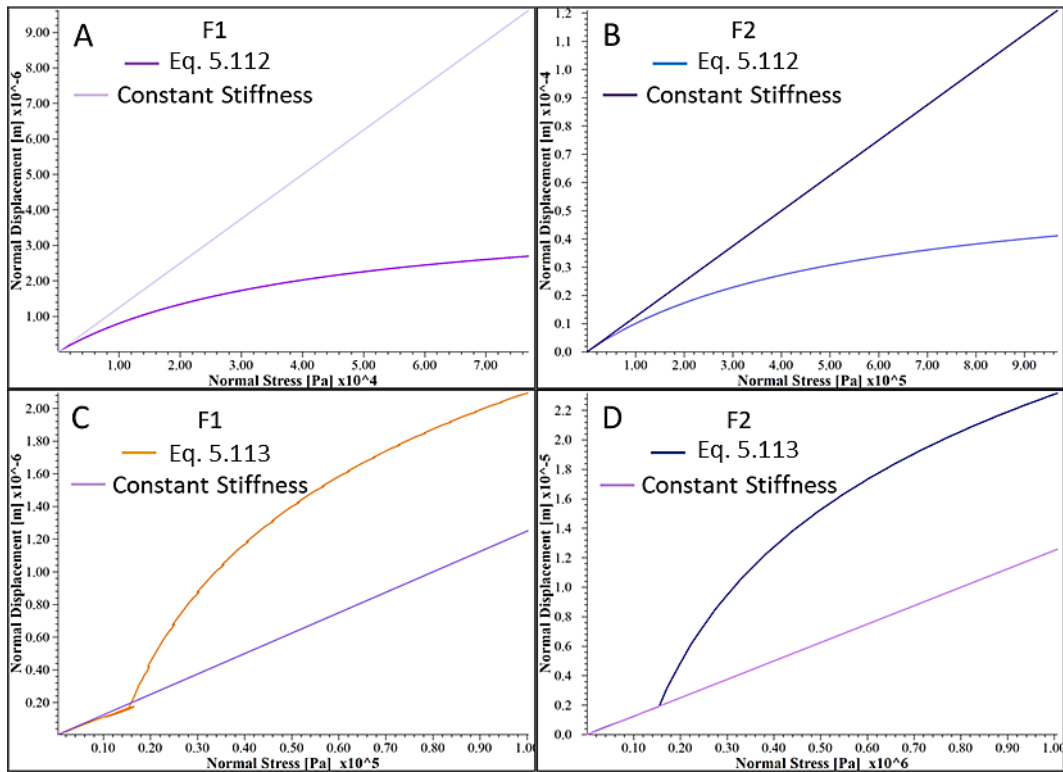 A
F1
Eq. 5.112
Constant Stiffness
Normal Displacement [m] x10^-6
9.00
8.00
7.00
6.00
5.00
4.00
3.00
2.00
1.00
1.00 2.00 3.00 4.00 5.00 6.00 7.00
Normal Stress [Pa] x10^4
B
F2
Eq. 5.112
Constant Stiffness
Normal Displacement [m] x10^-4
1.2
1.1
1.0
0.9
0.8
0.7
0.6
0.5
0.4
0.3
0.2
0.1
0.0
1.00 2.00 3.00 4.00 5.00 6.00 7.00 8.00 9.00
Normal Stress [Pa] x10^5
C
F1
Eq. 5.113
Constant Stiffness
Normal Displacement [m] x10^-6
2.00
1.80
1.60
1.40
1.20
1.00
0.80
0.60
0.40
0.20
0.10 0.20 0.30 0.40 0.50 0.60 0.70 0.80 0.90 1.00
Normal Stress [Pa] x10^5
D
F2
Eq. 5.113
Constant Stiffness
Normal Displacement [m] x10^-5
2.2
2.0
1.8
1.6
1.4
1.2
1.0
0.8
0.6
0.4
0.2
0.0
0.10 0.20 0.30 0.40 0.50 0.60 0.70 0.80 0.90 1.00
Normal Stress [Pa] x10^6